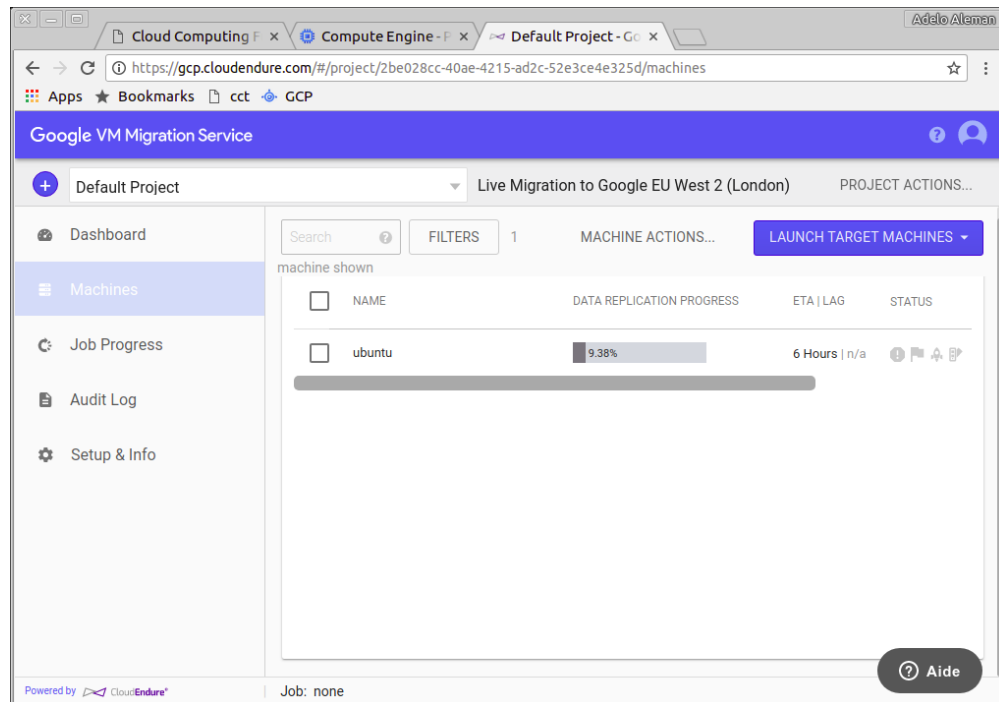 Adelo Aleman
Cloud Computing F
Compute Engine - P
Default Project - Go
https://gcp.cloudendure.com/#/project/2be028cc-40ae-4215-ad2c-52e3ce4e325d/machines
Apps Bookmarks cct GCP
Google VM Migration Service
Default Project Live Migration to Google EU West 2 (London) PROJECT ACTIONS...
Dashboard
Machines
Job Progress
Audit Log
Setup & Info
Search FILTERS 1 MACHINE ACTIONS... LAUNCH TARGET MACHINES
machine shown
NAME DATA REPLICATION PROGRESS ETA | LAG STATUS
ubuntu 9.38% 6 Hours | n/a
Aide
Powered by CloudEndure
Job: none